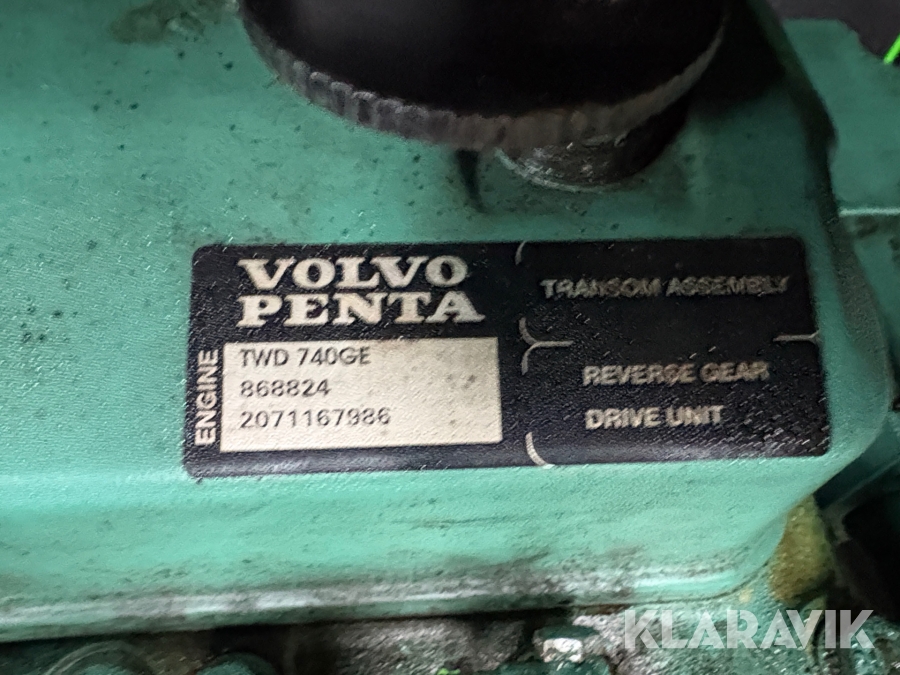 VOLVO
PENTA
ENGINE
TWD 740GE
868824
2071167986
TRANSOM ASSEMBLY
REVERSE GEAR
DRIVE UNIT
KLARAVIK